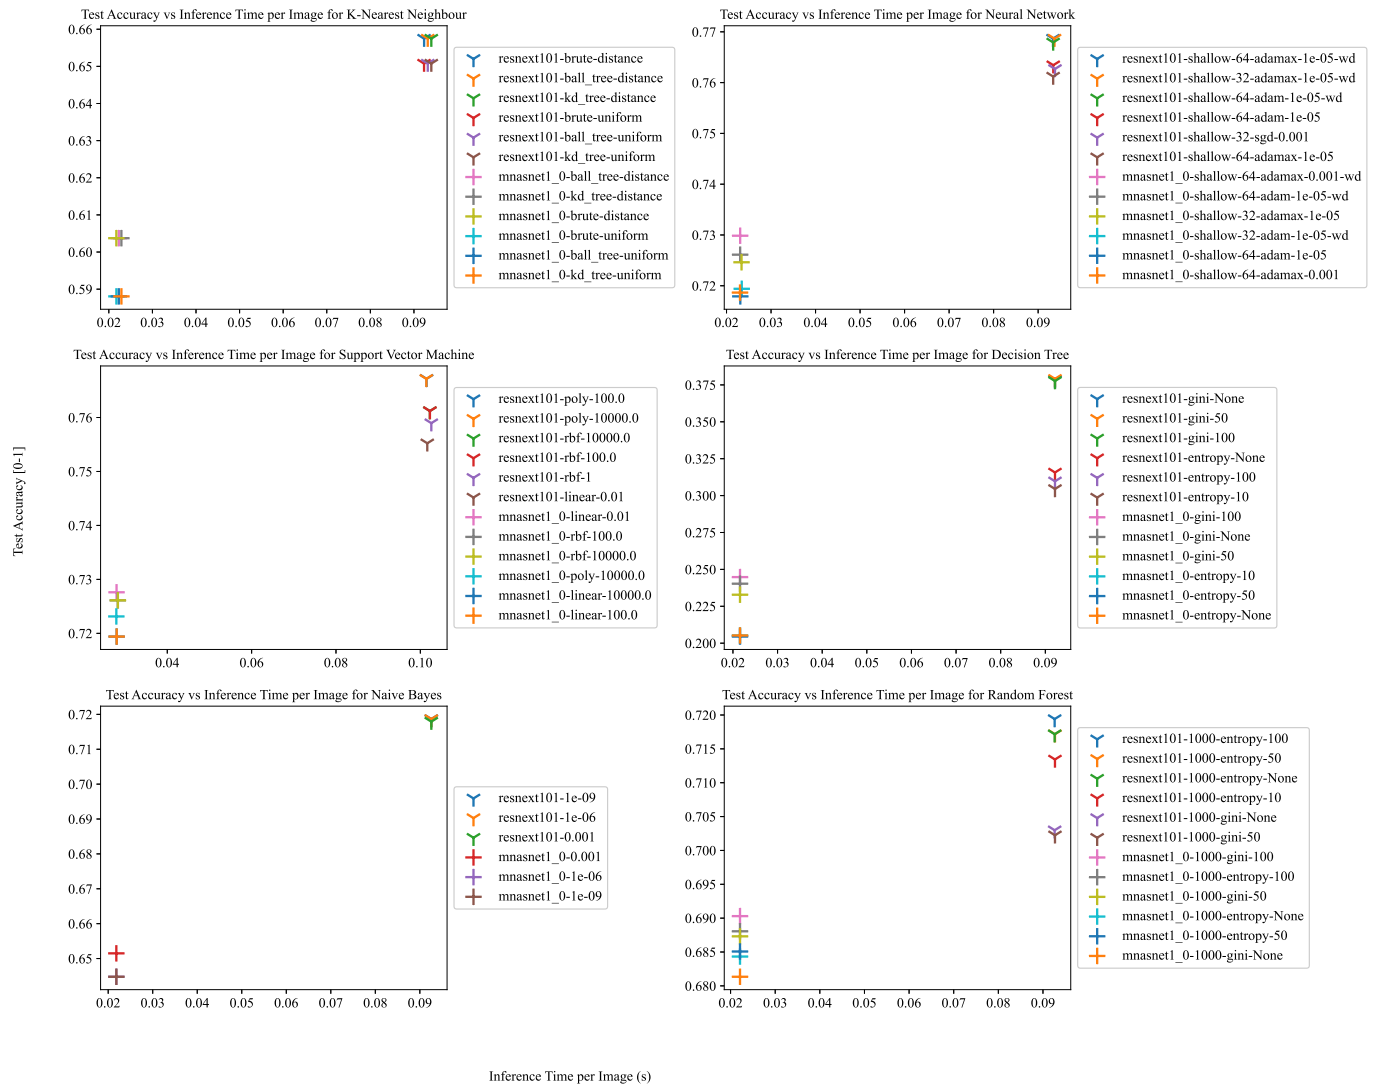 Test Accuracy vs Inference Time per Image for K-Nearest Neighbour
0.66
0.65
0.64
0.63
0.62
0.61
0.60
0.59
0.02 0.03 0.04 0.05 0.06 0.07 0.08 0.09
resnext101-brute-distance
resnext101-ball_tree-distance
resnext101-kd_tree-distance
resnext101-brute-uniform
resnext101-ball_tree-uniform
resnext101-kd_tree-uniform
mnasnet1_0-ball_tree-distance
mnasnet1_0-kd_tree-distance
mnasnet1_0-brute-distance
mnasnet1_0-brute-uniform
mnasnet1_0-ball_tree-uniform
mnasnet1_0-kd_tree-uniform
Test Accuracy vs Inference Time per Image for Neural Network
0.77
0.76
0.75
0.74
0.73
0.72
0.02 0.03 0.04 0.05 0.06 0.07 0.08 0.09
resnext101-shallow-64-adamax-1e-05-wd
resnext101-shallow-32-adamax-1e-05-wd
resnext101-shallow-64-adam-1e-05-wd
resnext101-shallow-64-adam-1e-05
resnext101-shallow-32-sgd-0.001
resnext101-shallow-64-adamax-1e-05
mnasnet1_0-shallow-64-adamax-0.001-wd
mnasnet1_0-shallow-64-adam-1e-05-wd
mnasnet1_0-shallow-32-adamax-1e-05
mnasnet1_0-shallow-32-adam-1e-05-wd
mnasnet1_0-shallow-64-adam-1e-05
mnasnet1_0-shallow-64-adamax-0.001
Test Accuracy vs Inference Time per Image for Support Vector Machine
0.76
0.75
0.74
0.73
0.72
0.04 0.06 0.08 0.10
resnext101-poly-100.0
resnext101-poly-10000.0
resnext101-rbf-10000.0
resnext101-rbf-100.0
resnext101-rbf-1
resnext101-linear-0.01
mnasnet1_0-linear-0.01
mnasnet1_0-rbf-100.0
mnasnet1_0-rbf-10000.0
mnasnet1_0-poly-10000.0
mnasnet1_0-linear-10000.0
mnasnet1_0-linear-100.0
Test Accuracy vs Inference Time per Image for Decision Tree
0.375
0.350
0.325
0.300
0.275
0.250
0.225
0.200
0.02 0.03 0.04 0.05 0.06 0.07 0.08 0.09
resnext101-gini-None
resnext101-gini-50
resnext101-gini-100
resnext101-entropy-None
resnext101-entropy-100
resnext101-entropy-10
mnasnet1_0-gini-100
mnasnet1_0-gini-None
mnasnet1_0-gini-50
mnasnet1_0-entropy-10
mnasnet1_0-entropy-50
mnasnet1_0-entropy-None
Test Accuracy [0-1]
Test Accuracy vs Inference Time per Image for Naive Bayes
0.72
0.71
0.70
0.69
0.68
0.67
0.66
0.65
0.02 0.03 0.04 0.05 0.06 0.07 0.08 0.09
resnext101-1e-09
resnext101-1e-06
resnext101-0.001
mnasnet1_0-0.001
mnasnet1_0-1e-06
mnasnet1_0-1e-09
Test Accuracy vs Inference Time per Image for Random Forest
0.720
0.715
0.710
0.705
0.700
0.695
0.690
0.685
0.680
0.02 0.03 0.04 0.05 0.06 0.07 0.08 0.09
resnext101-1000-entropy-100
resnext101-1000-entropy-50
resnext101-1000-entropy-None
resnext101-1000-entropy-10
resnext101-1000-gini-None
resnext101-1000-gini-50
mnasnet1_0-1000-gini-100
mnasnet1_0-1000-entropy-100
mnasnet1_0-1000-gini-50
mnasnet1_0-1000-entropy-None
mnasnet1_0-1000-entropy-50
mnasnet1_0-1000-gini-None
Inference Time per Image (s)